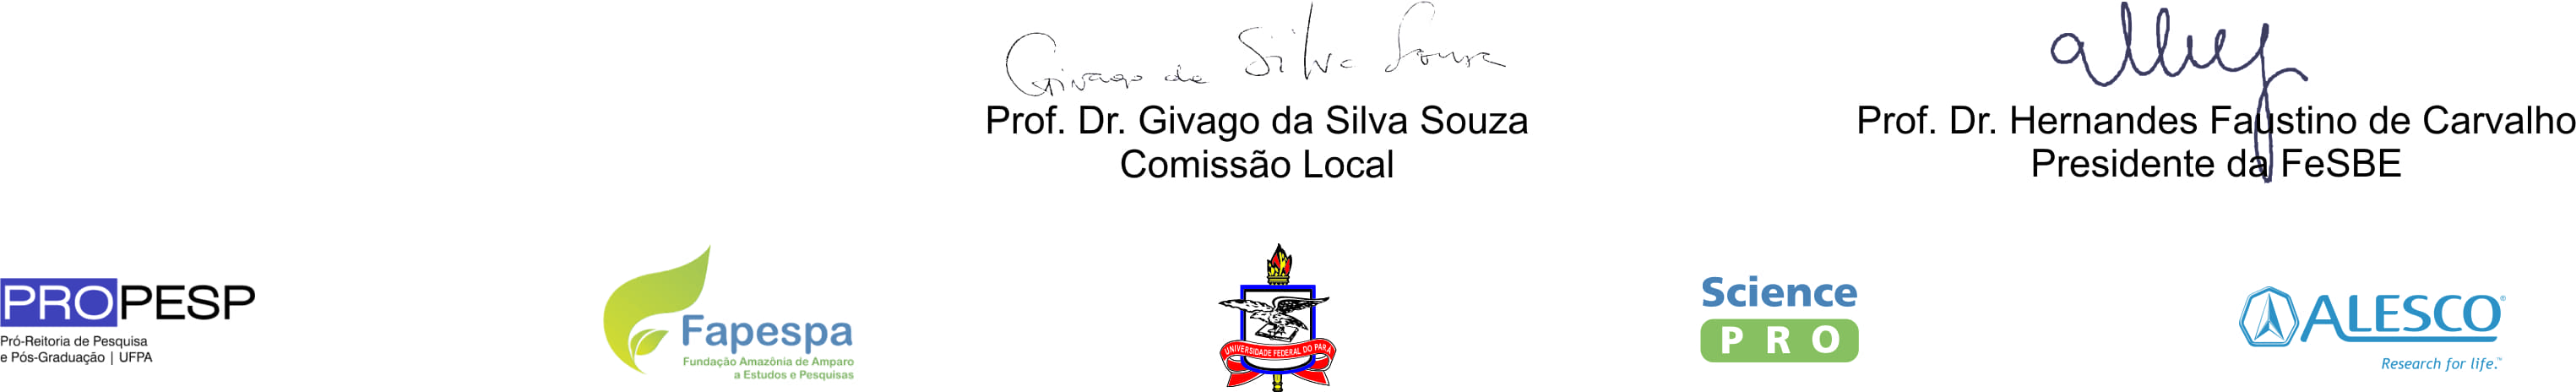 Givago da Silva Souza
Prof. Dr. Givago da Silva Souza
Comissão Local
Prof. Dr. Hernandes Faustino de Carvalho
Presidente da FeSBE
PROPESP
Pró-Reitoria de Pesquisa
e Pós-Graduação | UFPA
Fapespa
Fundação Amazônia de Amparo
a Estudos e Pesquisas
UNIVERSIDADE FEDERAL DO PARÁ
Science
PRO
ALESCO®
Research for life.™